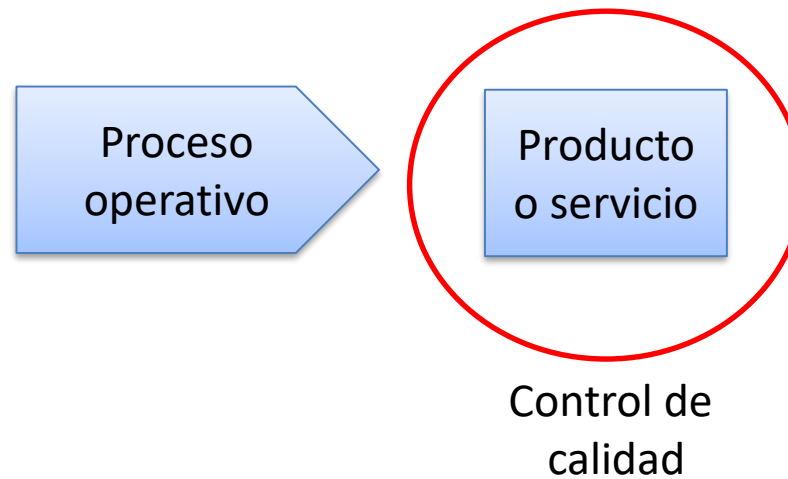 Proceso
operativo
Producto
o servicio
Control de
calidad